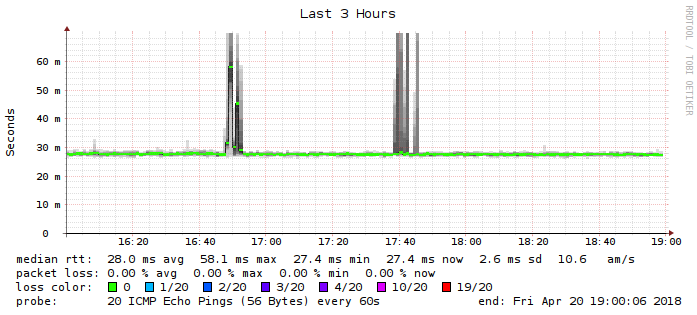 Last 3 Hours
RRDTOOL / TOBI OETIKER
Seconds
60 m
50 m
40 m
30 m
20 m
10 m
0
16:20 16:40 17:00 17:20 17:40 18:00 18:20 18:40 19:00
median rtt: 28.0 ms avg 58.1 ms max 27.4 ms min 27.4 ms now 2.6 ms sd 10.6 am/s
packet loss: 0.00 % avg 0.00 % max 0.00 % min 0.00 % now
loss color: 0 1/20 2/20 3/20 4/20 10/20 19/20
probe: 20 ICMP Echo Pings (56 Bytes) every 60s end: Fri Apr 20 19:00:06 2018